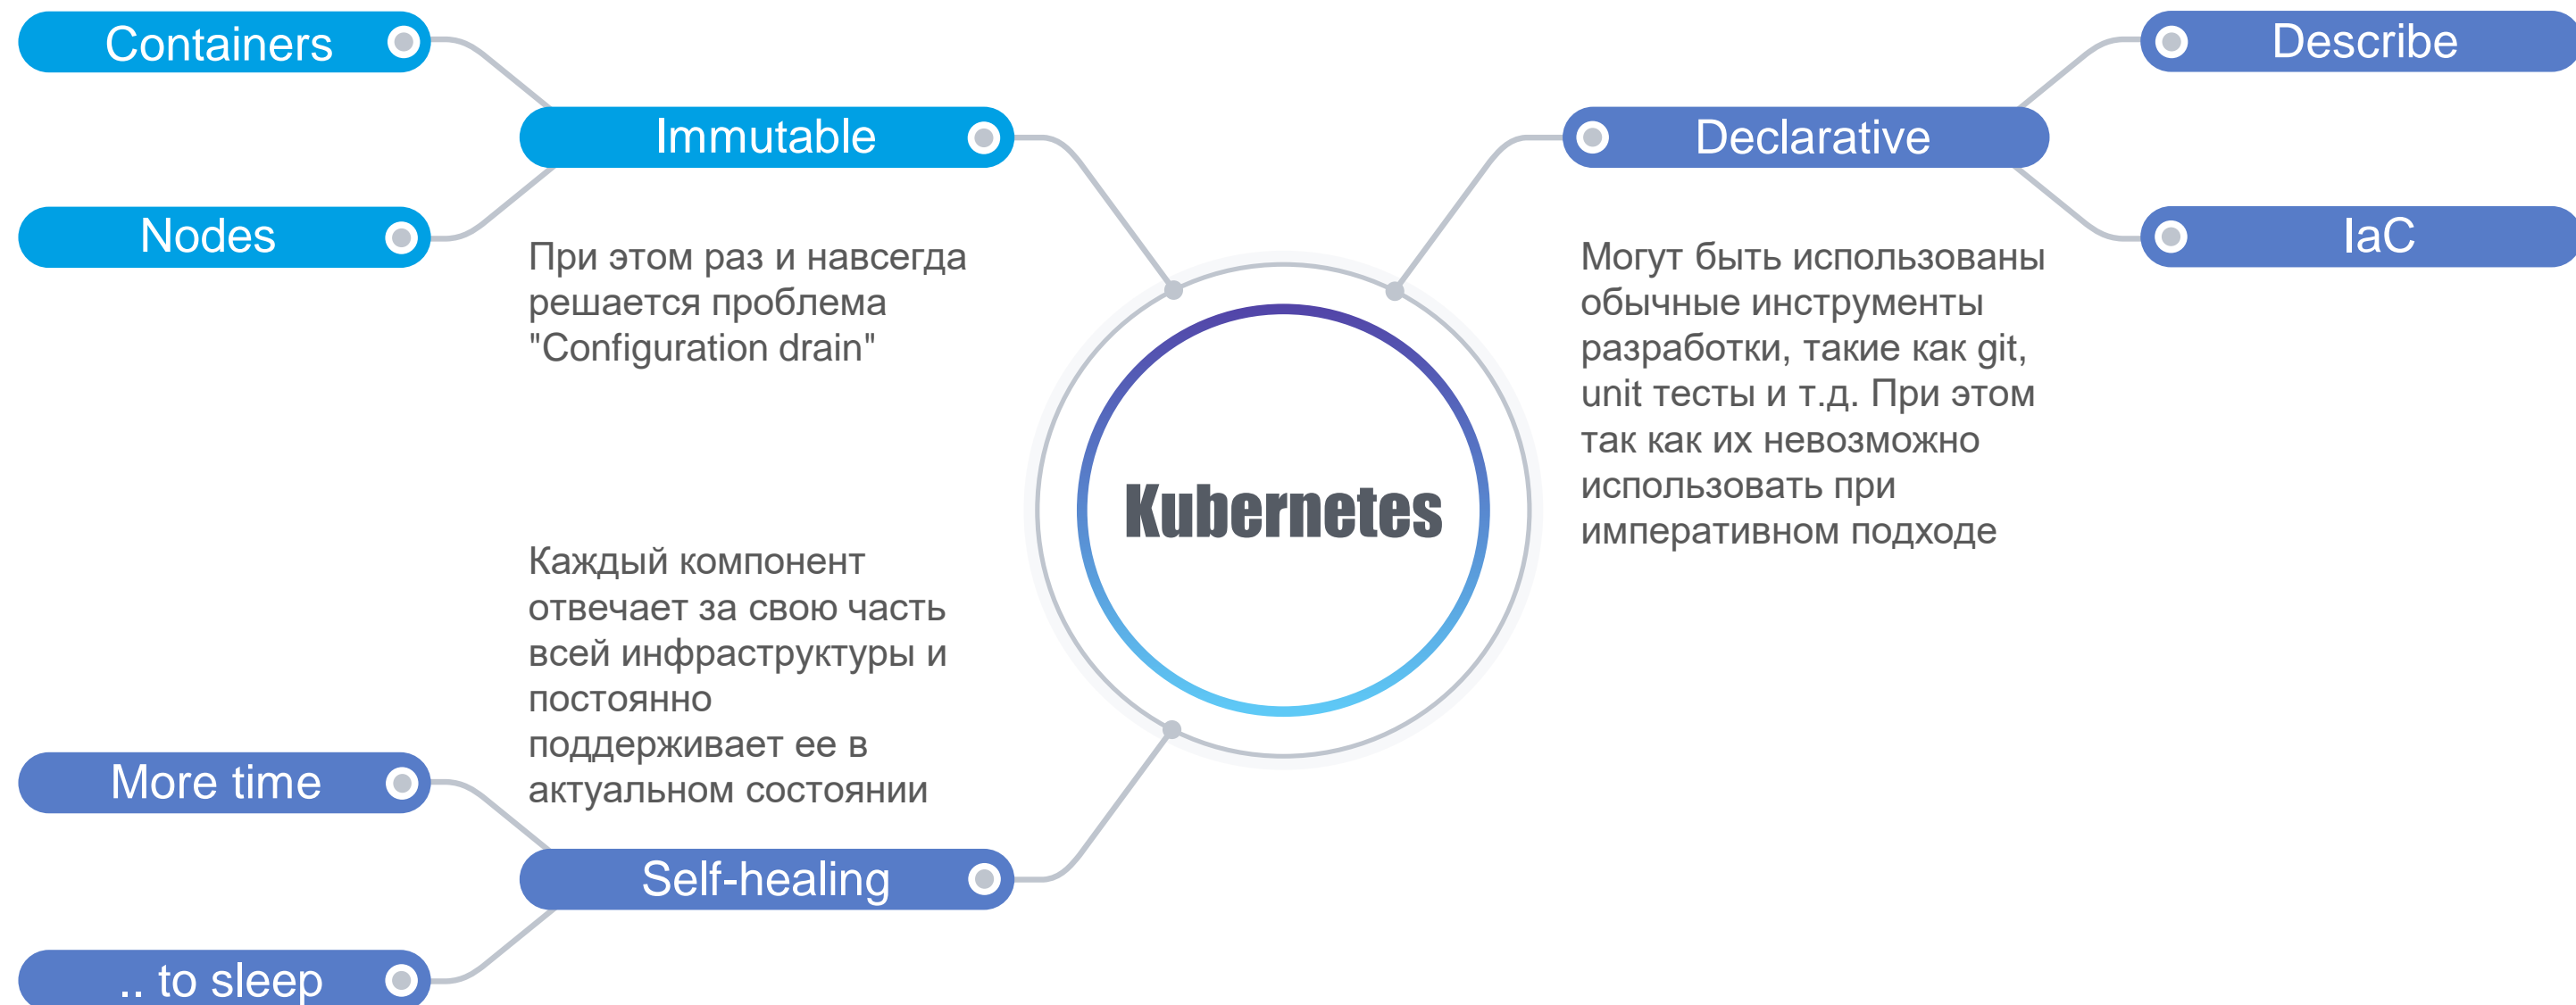 Containers
Immutable
Nodes
При этом раз и навсегда
решается проблема
"Configuration drain"
Describe
Declarative
IaC
Могут быть использованы
обычные инструменты
разработки, такие как git,
unit тесты и т.д. При этом
так как их невозможно
использовать при
императивном подходе
Kubernetes
Каждый компонент
отвечает за свою часть
всей инфраструктуры и
постоянно
поддерживает ее в
актуальном состоянии
More time
Self-healing
.. to sleep